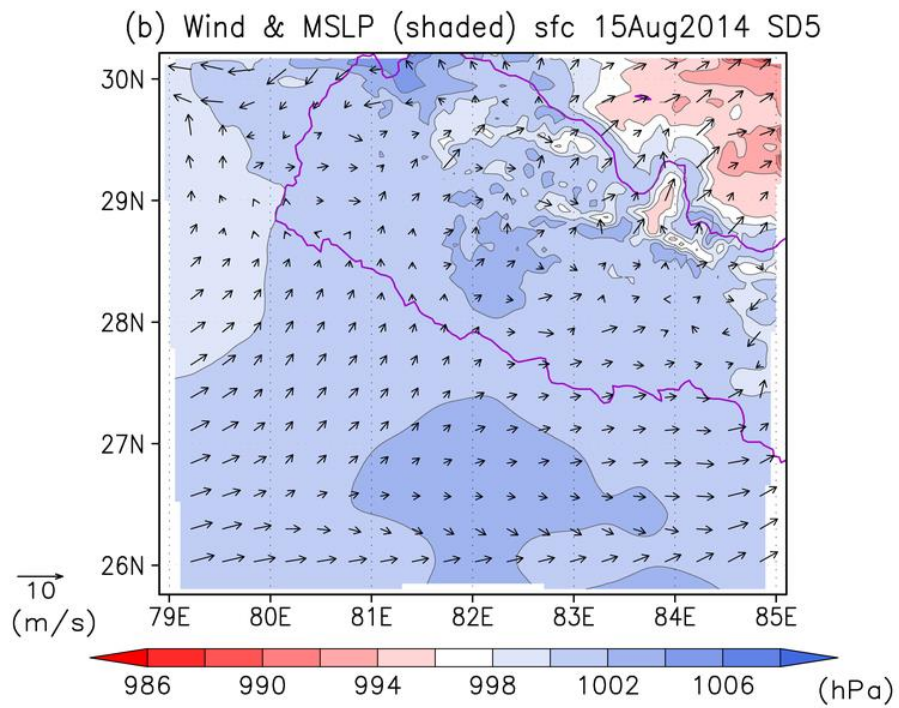 (b) Wind & MSLP (shaded) sfc 15Aug2014 SD5
30N
29N
28N
27N
26N
79E 80E 81E 82E 83E 84E 85E
10
(m/s)
986 990 994 998 1002 1006 (hPa)